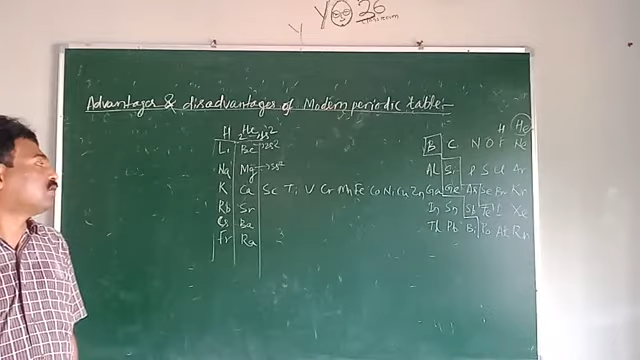 Advantages & disadvantages of Modern periodic table:-
H 2He 1s2 H He
Li Be 2s2 B C N O F Ne
Na Mg 3s2 Al Si P S Cl Ar
K Ca Sc Ti V Cr Mn Fe Co Ni Cu Zn Ga Ge As Se Br Kr
Rb Sr In Sn Sb Te I Xe
Cs Ba Th Pb Bi Po At Rn
Fr Ra